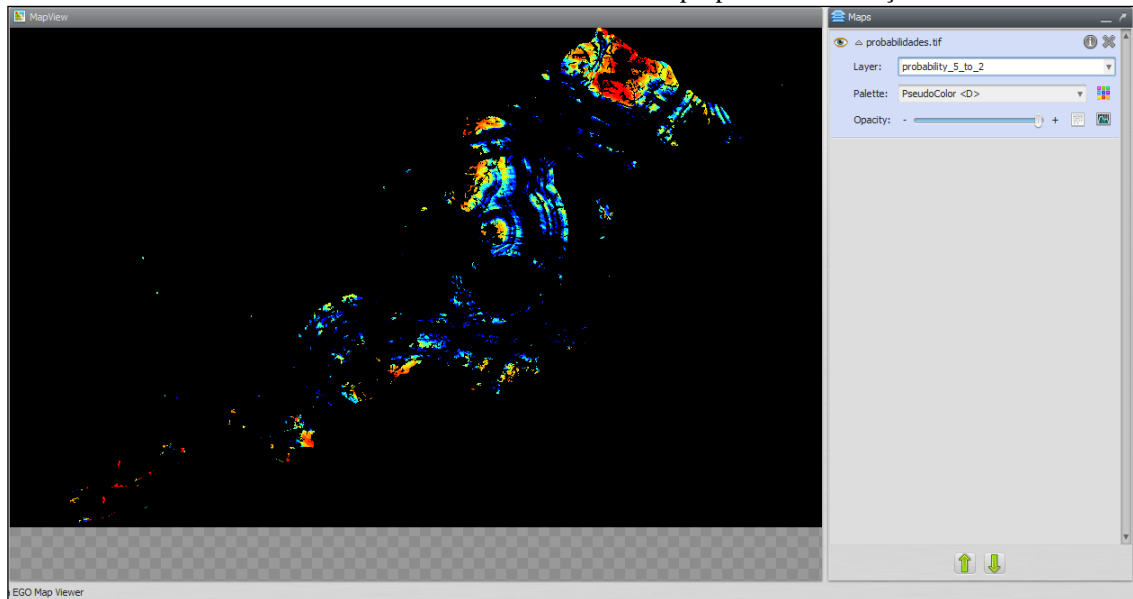 MapView
Maps
probabilidades.tif
Layer: probability_5_to_2
Palette: PseudoColor <D>
Opacity: - +
EGO Map Viewer